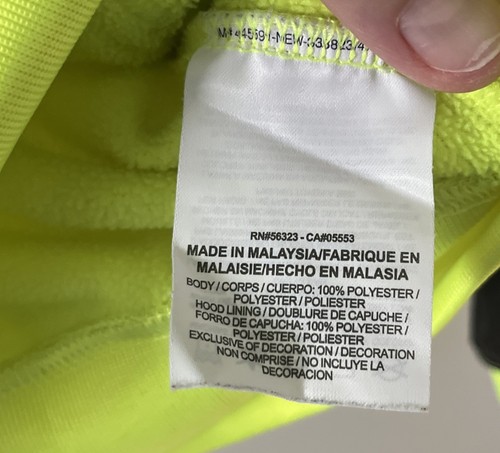 RN#56323 - CA#05553
MADE IN MALAYSIA/FABRIQUE EN
MALAISIE/HECHO EN MALASIA
BODY / CORPS / CUERPO: 100% POLYESTER /
POLYESTER / POLIESTER
HOOD LINING / DOUBLURE DE CAPUCHE /
FORRO DE CAPUCHA: 100% POLYESTER /
POLYESTER / POLIESTER
EXCLUSIVE OF DECORATION / DECORATION
NON COMPRISE / NO INCLUYE LA
DECORACION